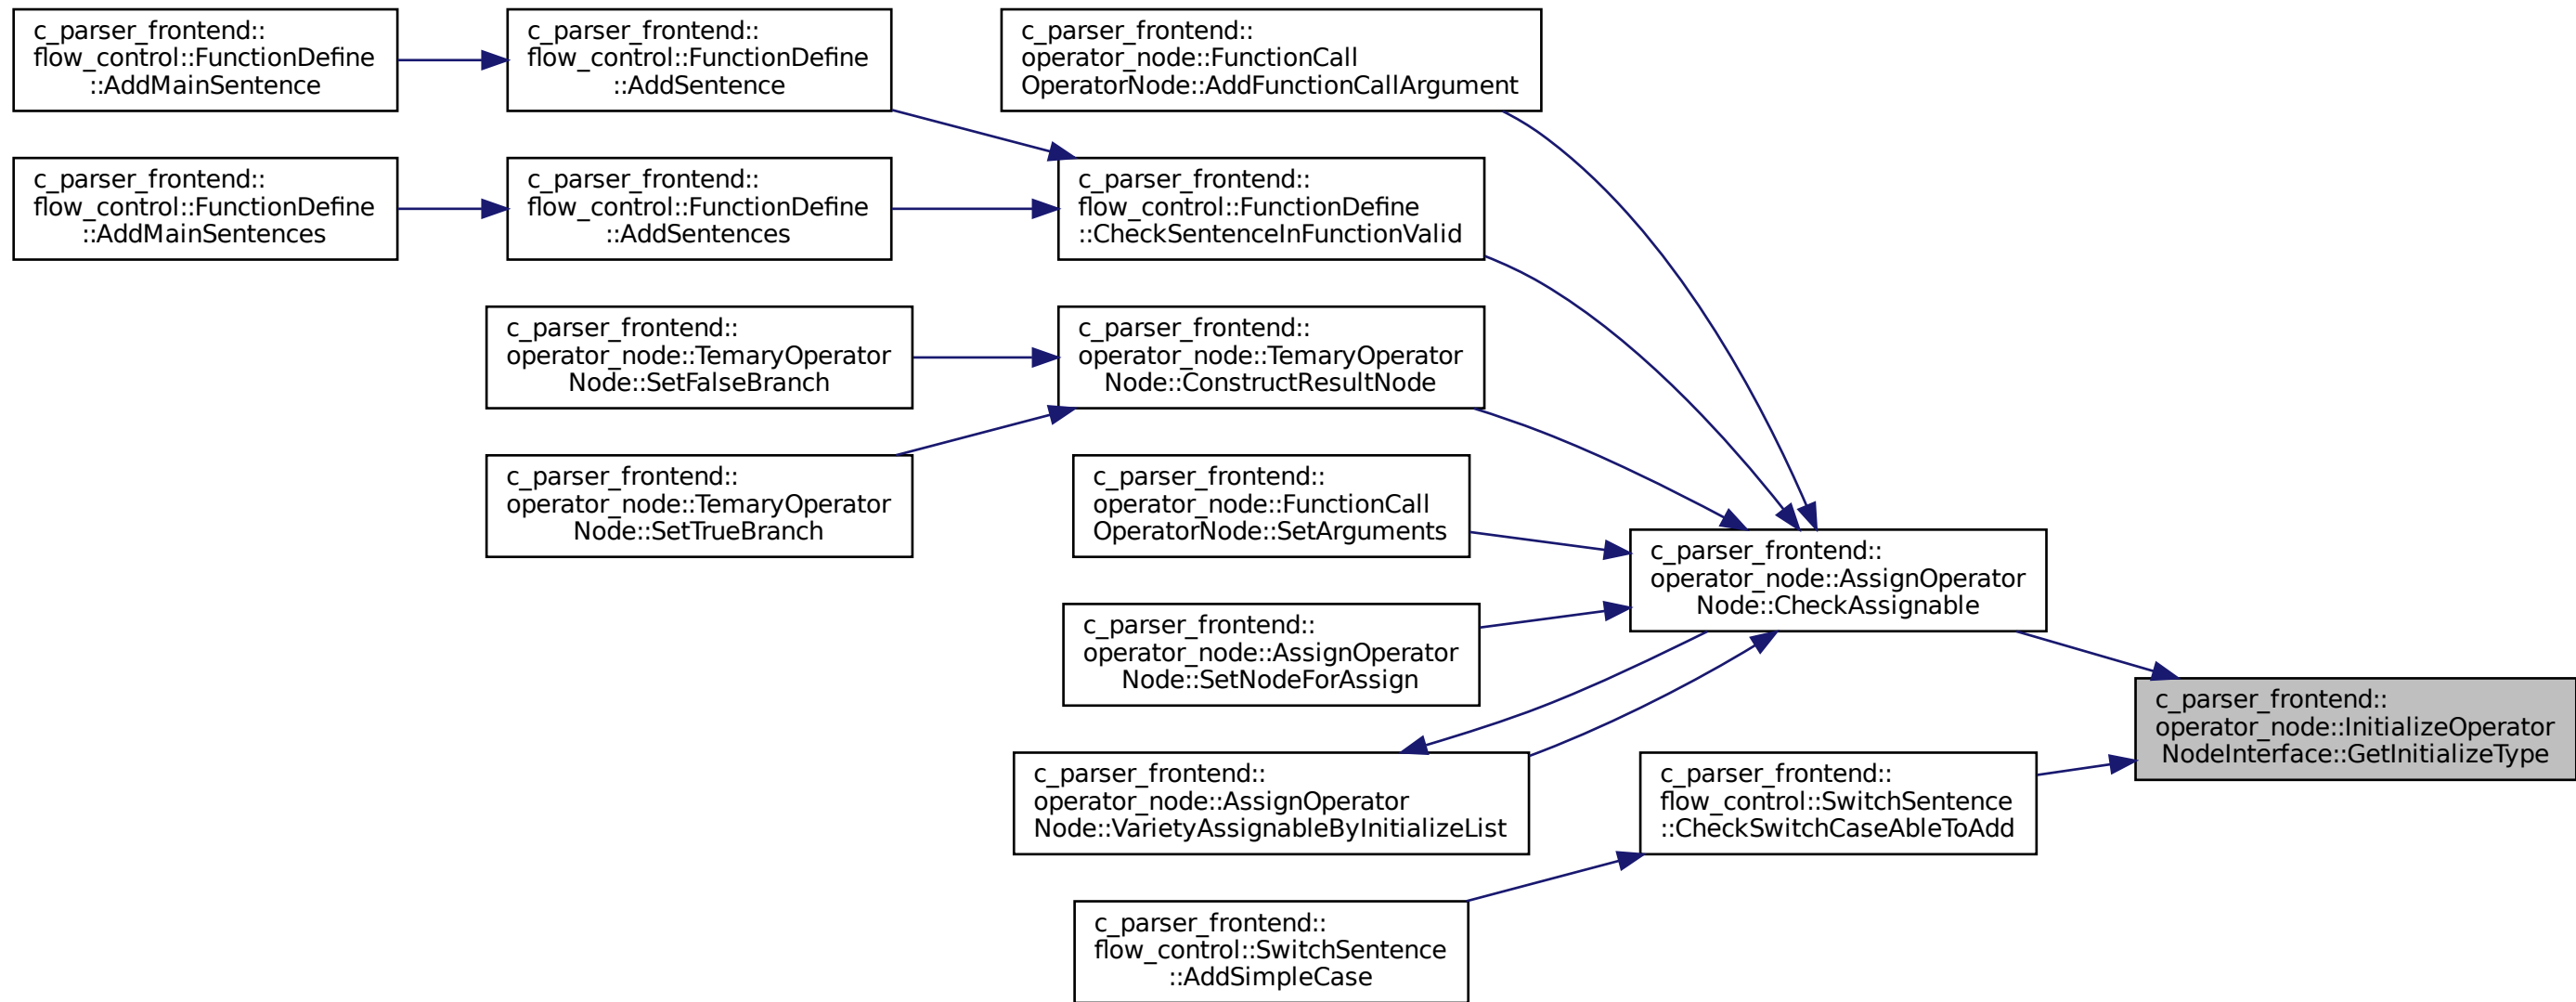 c_parser_frontend::
flow_control::FunctionDefine
::AddMainSentence
c_parser_frontend::
flow_control::FunctionDefine
::AddSentence
c_parser_frontend::
operator_node::FunctionCall
OperatorNode::AddFunctionCallArgument
c_parser_frontend::
flow_control::FunctionDefine
::AddMainSentences
c_parser_frontend::
flow_control::FunctionDefine
::AddSentences
c_parser_frontend::
flow_control::FunctionDefine
::CheckSentenceInFunctionValid
c_parser_frontend::
operator_node::TemaryOperator
Node::SetFalseBranch
c_parser_frontend::
operator_node::TemaryOperator
Node::ConstructResultNode
c_parser_frontend::
operator_node::TemaryOperator
Node::SetTrueBranch
c_parser_frontend::
operator_node::FunctionCall
OperatorNode::SetArguments
c_parser_frontend::
operator_node::AssignOperator
Node::CheckAssignable
c_parser_frontend::
operator_node::AssignOperator
Node::SetNodeForAssign
c_parser_frontend::
operator_node::InitializeOperator
NodeInterface::GetInitializeType
c_parser_frontend::
operator_node::AssignOperator
Node::VarietyAssignableByInitializeList
c_parser_frontend::
flow_control::SwitchSentence
::CheckSwitchCaseAbleToAdd
c_parser_frontend::
flow_control::SwitchSentence
::AddSimpleCase